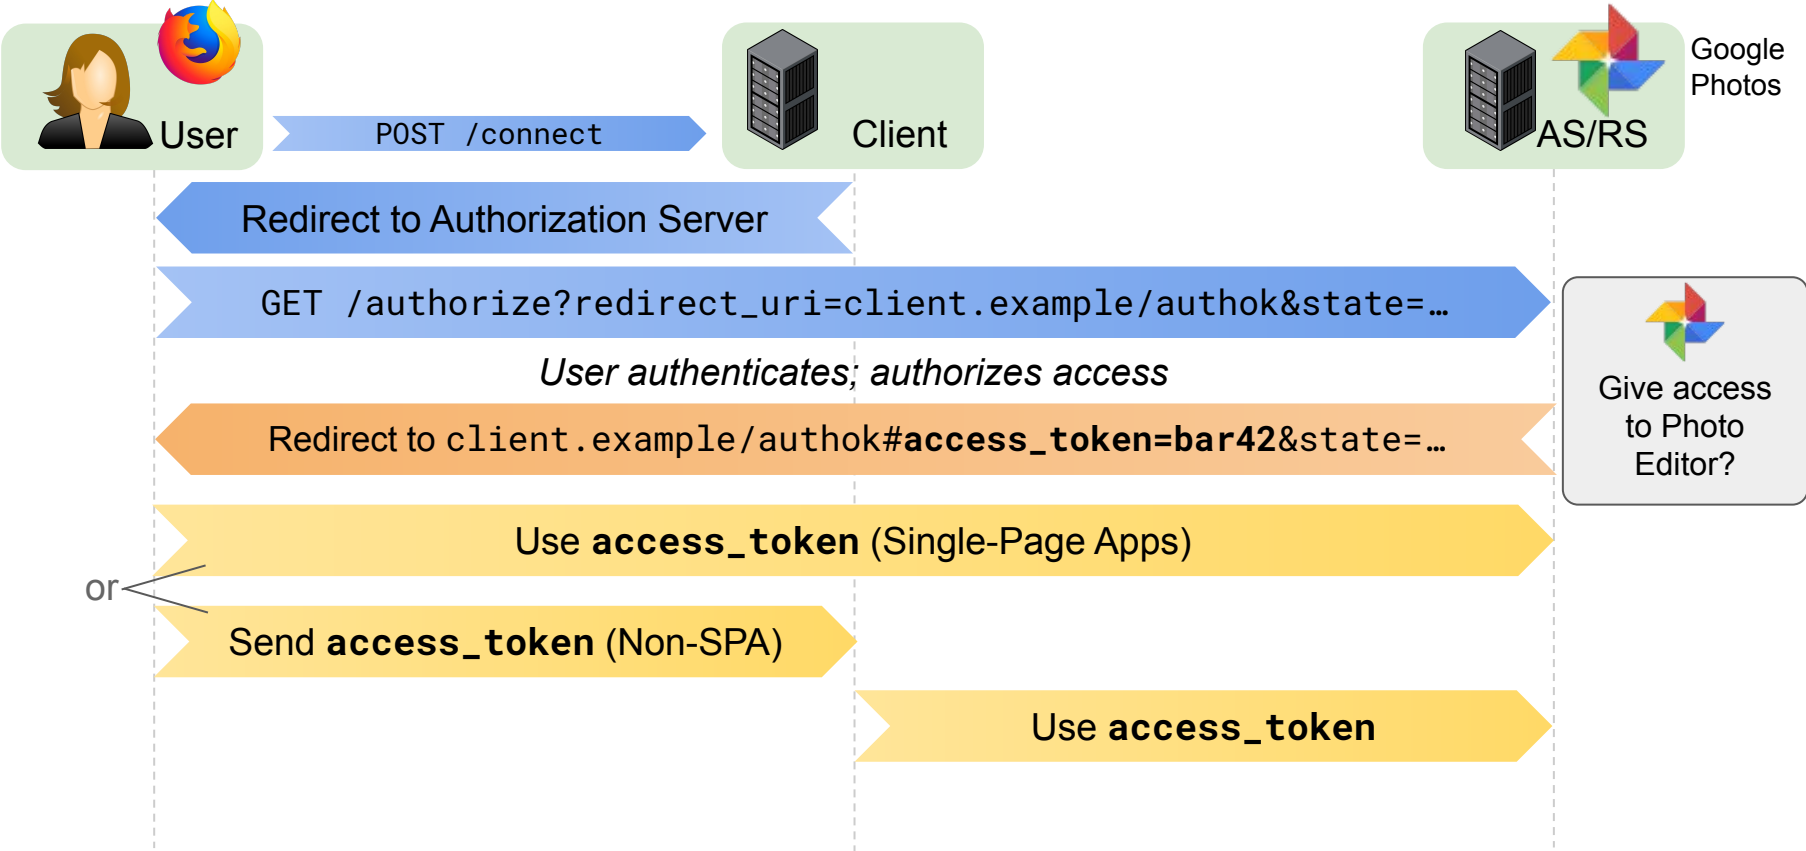 User
POST /connect
Client
AS/RS
Google
Photos
Redirect to Authorization Server
GET /authorize?redirect_uri=client.example/authok&state=…
User authenticates; authorizes access
Give access
to Photo
Editor?
Redirect to client.example/authok#access_token=bar42&state=…
Use access_token (Single-Page Apps)
or
Send access_token (Non-SPA)
Use access_token